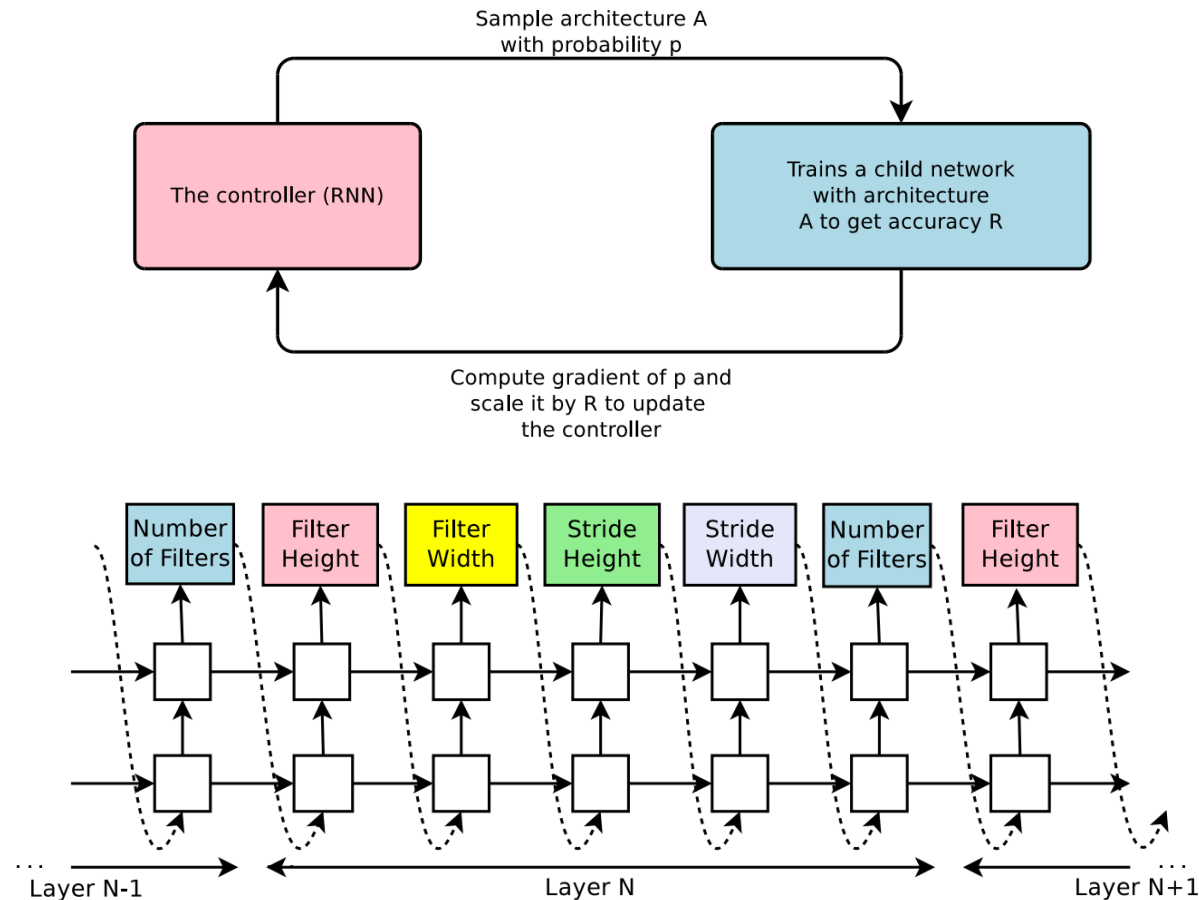 Sample architecture A
with probability p
The controller (RNN)
Trains a child network
with architecture
A to get accuracy R
Compute gradient of p and
scale it by R to update
the controller
Number
of Filters
Filter
Height
Filter
Width
Stride
Height
Stride
Width
Number
of Filters
Filter
Height
...
Layer N-1
Layer N
...
Layer N+1